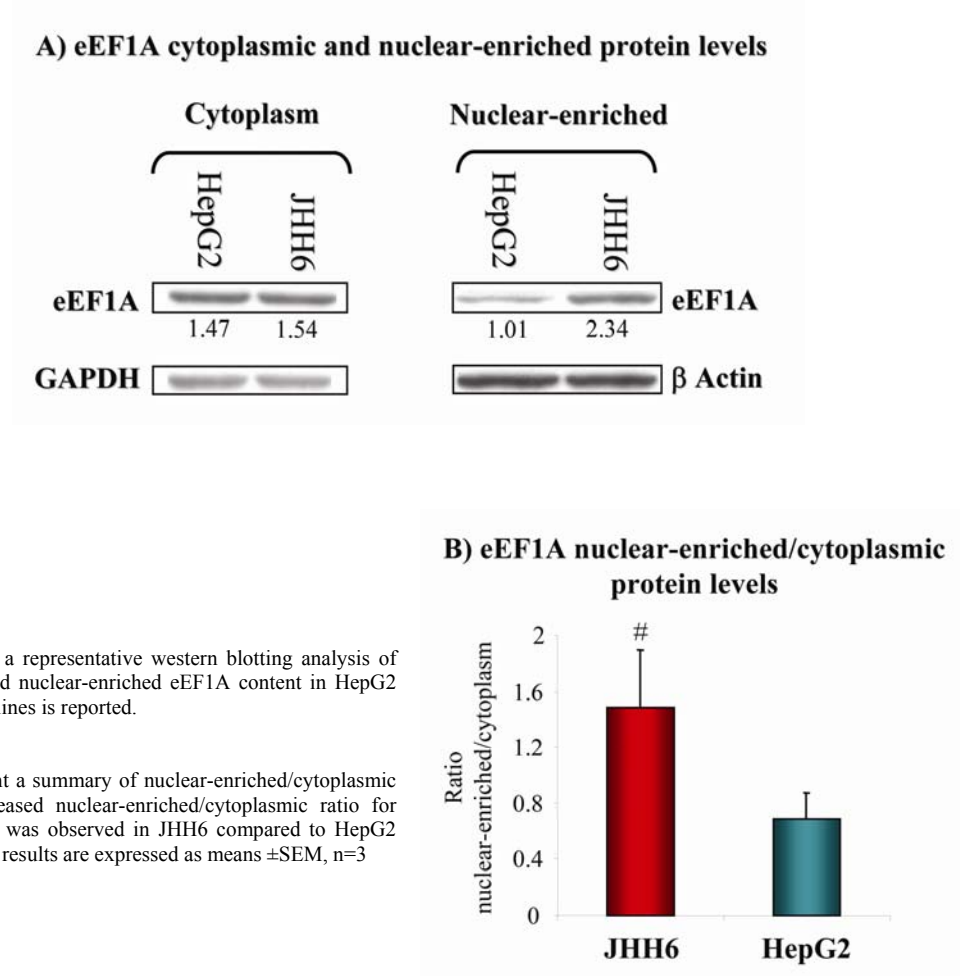 A) eEF1A cytoplasmic and nuclear-enriched protein levels
Cytoplasm
Nuclear-enriched
HepG2
JHH6
HepG2
JHH6
eEF1A
eEF1A
1.47
1.54
1.01
2.34
GAPDH
β Actin
B) eEF1A nuclear-enriched/cytoplasmic
protein levels
a representative western blotting analysis of
d nuclear-enriched eEF1A content in HepG2
ines is reported.
nt a summary of nuclear-enriched/cytoplasmic
eased nuclear-enriched/cytoplasmic ratio for
was observed in JHH6 compared to HepG2
results are expressed as means ±SEM, n=3
Ratio
nuclear-enriched/cytoplasm
2
#
1.6
1.2
0.8
0.4
0
JHH6
HepG2